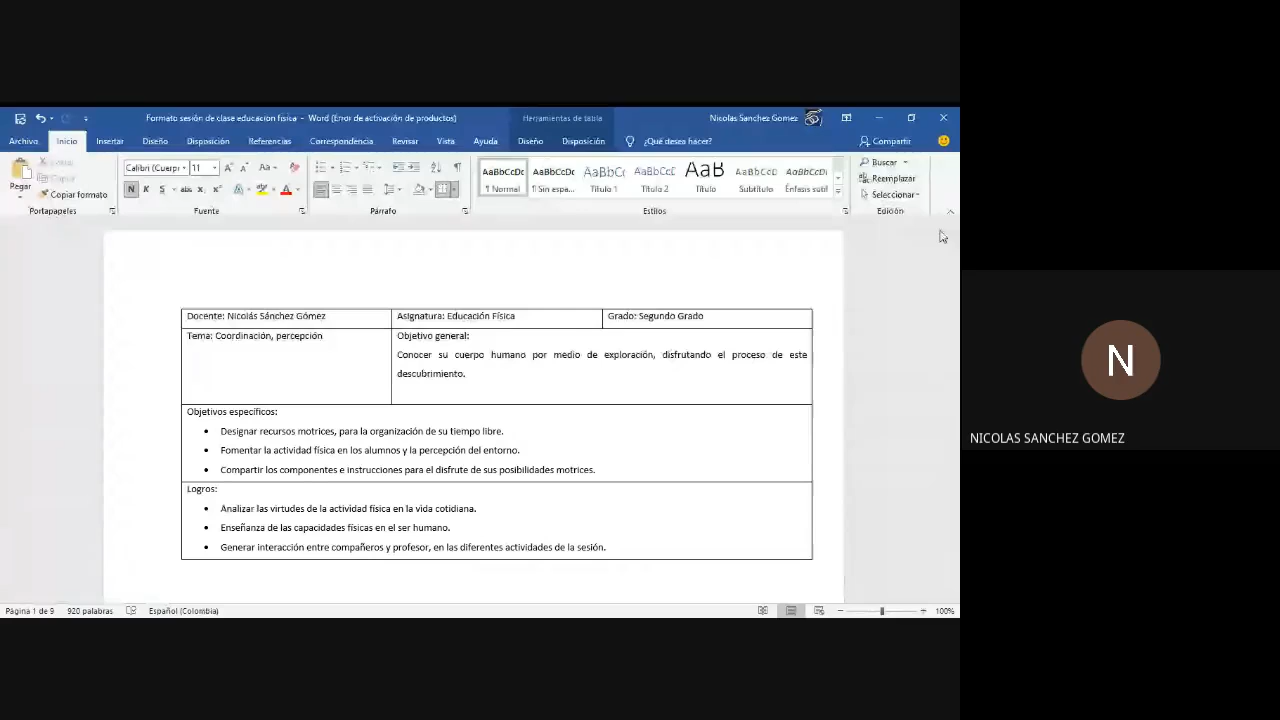 Formato sesión de clase educacion fisica - Word (Error de activación de productos)
Herramientas de tabla
Nicolas Sanchez Gomez
Archivo Inicio Insertar Diseño Disposición Referencias Correspondencia Revisar Vista Ayuda Diseño Disposición ¿Qué desea hacer? Compartir
Pegar
Cortar
Copiar
Copiar formato
Portapapeles
Calibri (Cuerp 11
Fuente
Párrafo
AaBbCcDc ¶ Normal
AaBbCcDc ¶ Sin espa...
AaBbCc Título 1
AaBbCcD Título 2
AaB Título
AaBbCcD Subtítulo
AaBbCcDc Énfasis sutil
Estilos
Buscar
Reemplazar
Seleccionar
Edición
Docente: Nicolás Sánchez Gómez
Asignatura: Educación Física
Grado: Segundo Grado
Tema: Coordinación, percepción
Objetivo general:
Conocer su cuerpo humano por medio de exploración, disfrutando el proceso de este
descubrimiento.
Objetivos específicos:
• Designar recursos motrices, para la organización de su tiempo libre.
• Fomentar la actividad física en los alumnos y la percepción del entorno.
• Compartir los componentes e instrucciones para el disfrute de sus posibilidades motrices.
Logros:
• Analizar las virtudes de la actividad física en la vida cotidiana.
• Enseñanza de las capacidades físicas en el ser humano.
• Generar interacción entre compañeros y profesor, en las diferentes actividades de la sesión.
Página 1 de 9 920 palabras Español (Colombia) 100%
N
NICOLAS SANCHEZ GOMEZ